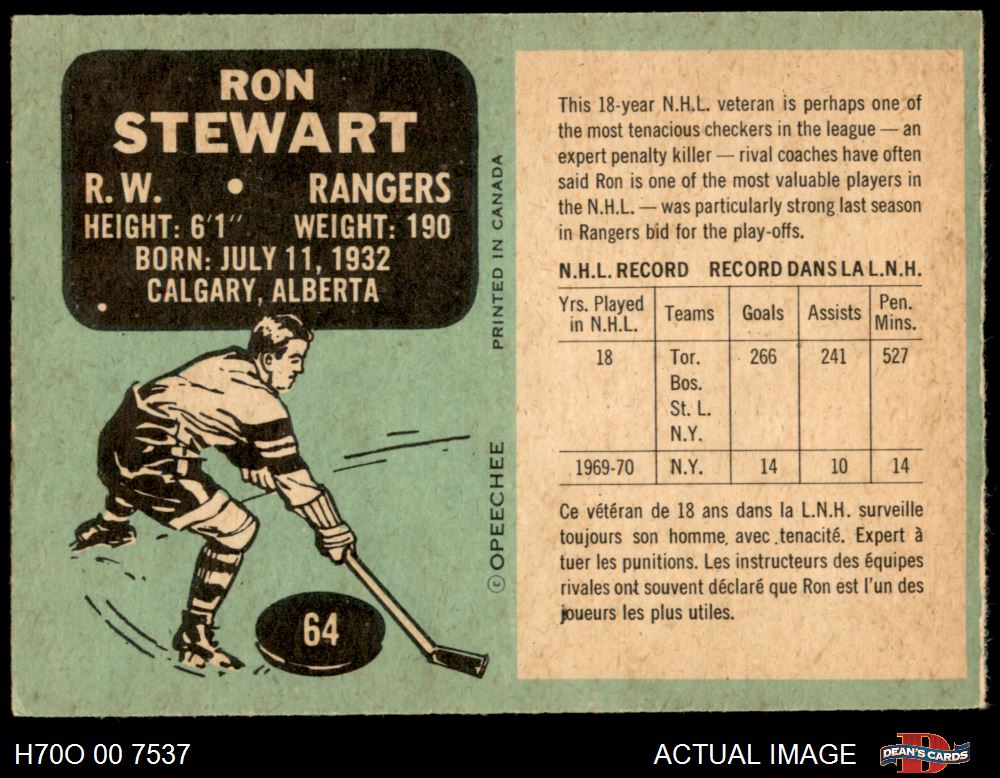 RON
STEWART
R. W. • RANGERS
HEIGHT: 6'1" WEIGHT: 190
BORN: JULY 11, 1932
CALGARY, ALBERTA
64
© OPEECHEE PRINTED IN CANADA
This 18-year N.H.L. veteran is perhaps one of
the most tenacious checkers in the league — an
expert penalty killer — rival coaches have often
said Ron is one of the most valuable players in
the N.H.L. — was particularly strong last season
in Rangers bid for the play-offs.
N.H.L. RECORD RECORD DANS LA L.N.H.
Yrs. Played in N.H.L. Teams Goals Assists Pen. Mins.
18 Tor. 266 241 527
Bos.
St. L.
N.Y.
1969-70 N.Y. 14 10 14
Ce vétéran de 18 ans dans la L.N.H. surveille
toujours son homme, avec tenacité. Expert à
tuer les punitions. Les instructeurs des équipes
rivales ont souvent déclaré que Ron est l'un des
joueurs les plus utiles.
H70O 00 7537
ACTUAL IMAGE
DEAN'S CARDS